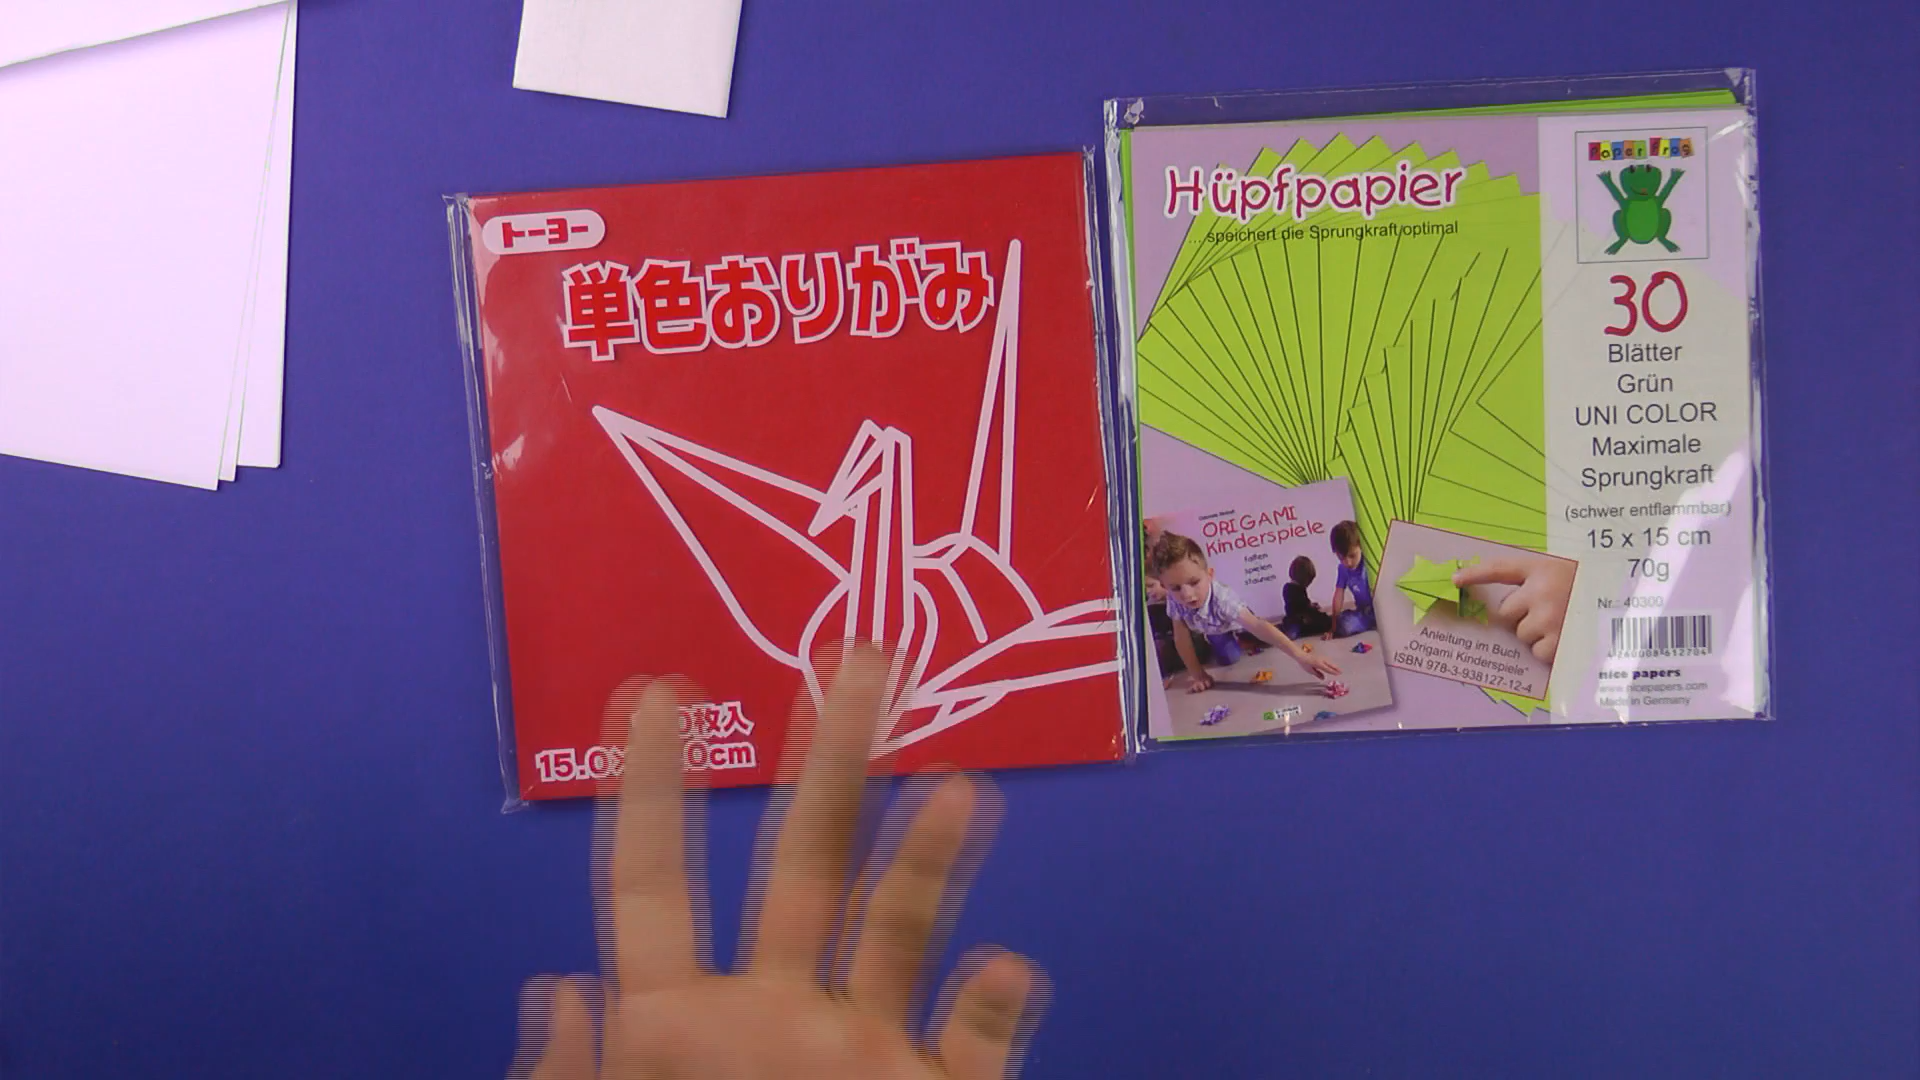 トーヨー
単色おりがみ
枚入
15.0
0cm
Hüpfpapier
... speichert die Sprungkraft optimal
Paper Frog
30
Blätter
Grün
UNI COLOR
Maximale
Sprungkraft
(schwer entflammbar)
15 x 15 cm
70g
Nr.: 40300
nice papers
www.nicepapers.com
Made in Germany
ORIGAMI
Kinderspiele
falten
spielen
staunen
Anleitung im Buch
„Origami Kinderspiele“
ISBN 978-3-938127-12-4